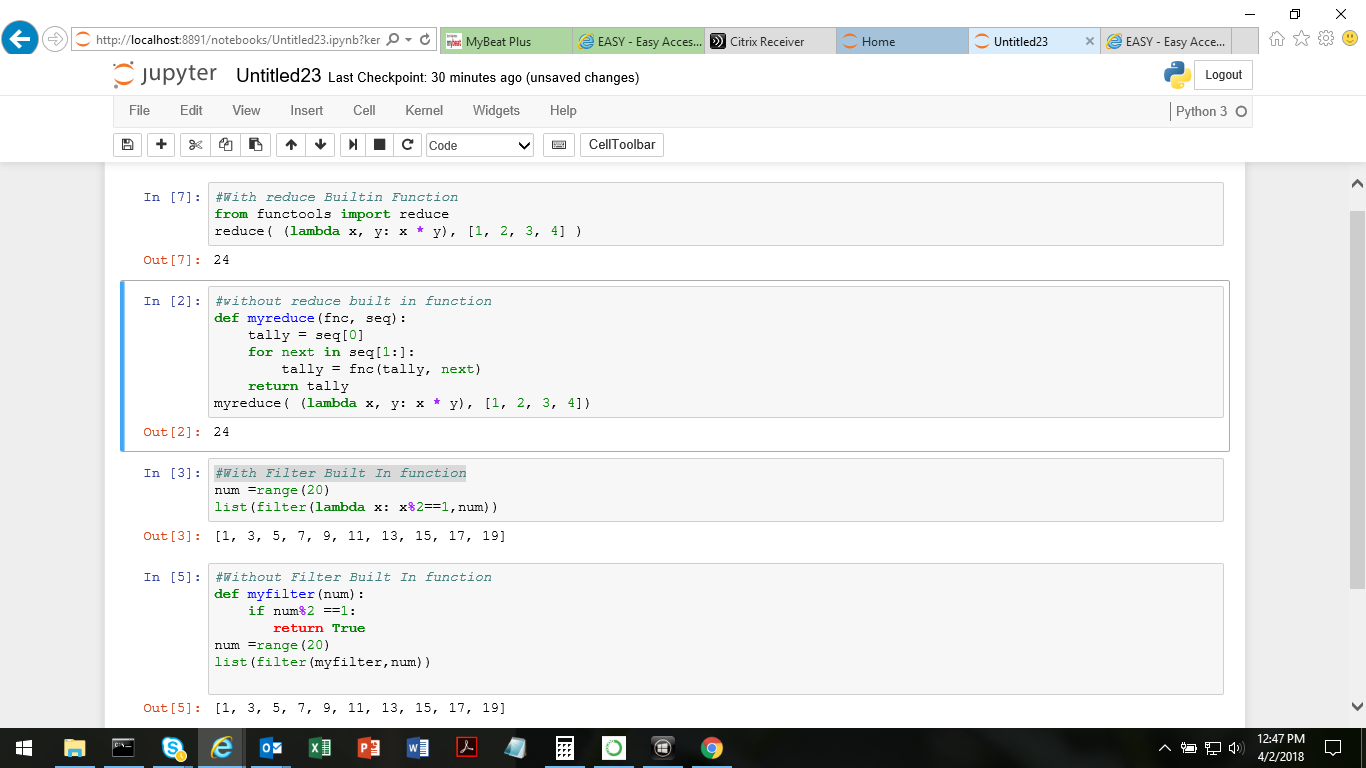 http://localhost:8891/notebooks/Untitled23.ipynb?ker
MyBeat Plus
EASY - Easy Acces...
Citrix Receiver
Home
Untitled23
EASY - Easy Acce...
jupyter Untitled23 Last Checkpoint: 30 minutes ago (unsaved changes)
Logout
File Edit View Insert Cell Kernel Widgets Help
Python 3
Code
CellToolbar
In [7]: #With reduce Builtin Function
from functools import reduce
reduce( (lambda x, y: x * y), [1, 2, 3, 4] )
Out[7]: 24
In [2]: #without reduce built in function
def myreduce(fnc, seq):
    tally = seq[0]
    for next in seq[1:]:
        tally = fnc(tally, next)
    return tally
myreduce( (lambda x, y: x * y), [1, 2, 3, 4])
Out[2]: 24
In [3]: #With Filter Built In function
num =range(20)
list(filter(lambda x: x%2==1,num))
Out[3]: [1, 3, 5, 7, 9, 11, 13, 15, 17, 19]
In [5]: #Without Filter Built In function
def myfilter(num):
    if num%2 ==1:
       return True
num =range(20)
list(filter(myfilter,num))
Out[5]: [1, 3, 5, 7, 9, 11, 13, 15, 17, 19]
12:47 PM
4/2/2018